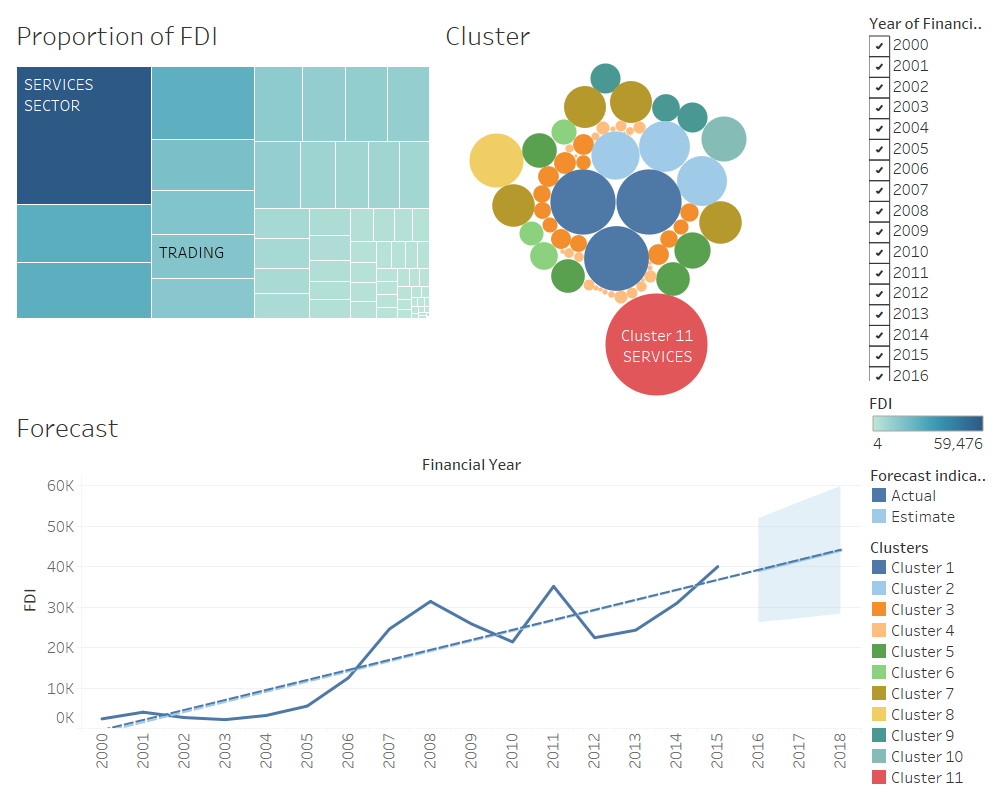 Proportion of FDI
SERVICES
SECTOR
TRADING
Cluster
Cluster 11
SERVICES
Year of Financi..
2000
2001
2002
2003
2004
2005
2006
2007
2008
2009
2010
2011
2012
2013
2014
2015
2016
FDI
4 59,476
Forecast indica..
Actual
Estimate
Clusters
Cluster 1
Cluster 2
Cluster 3
Cluster 4
Cluster 5
Cluster 6
Cluster 7
Cluster 8
Cluster 9
Cluster 10
Cluster 11
Forecast
Financial Year
FDI
60K
50K
40K
30K
20K
10K
0K
2000 2001 2002 2003 2004 2005 2006 2007 2008 2009 2010 2011 2012 2013 2014 2015 2016 2017 2018